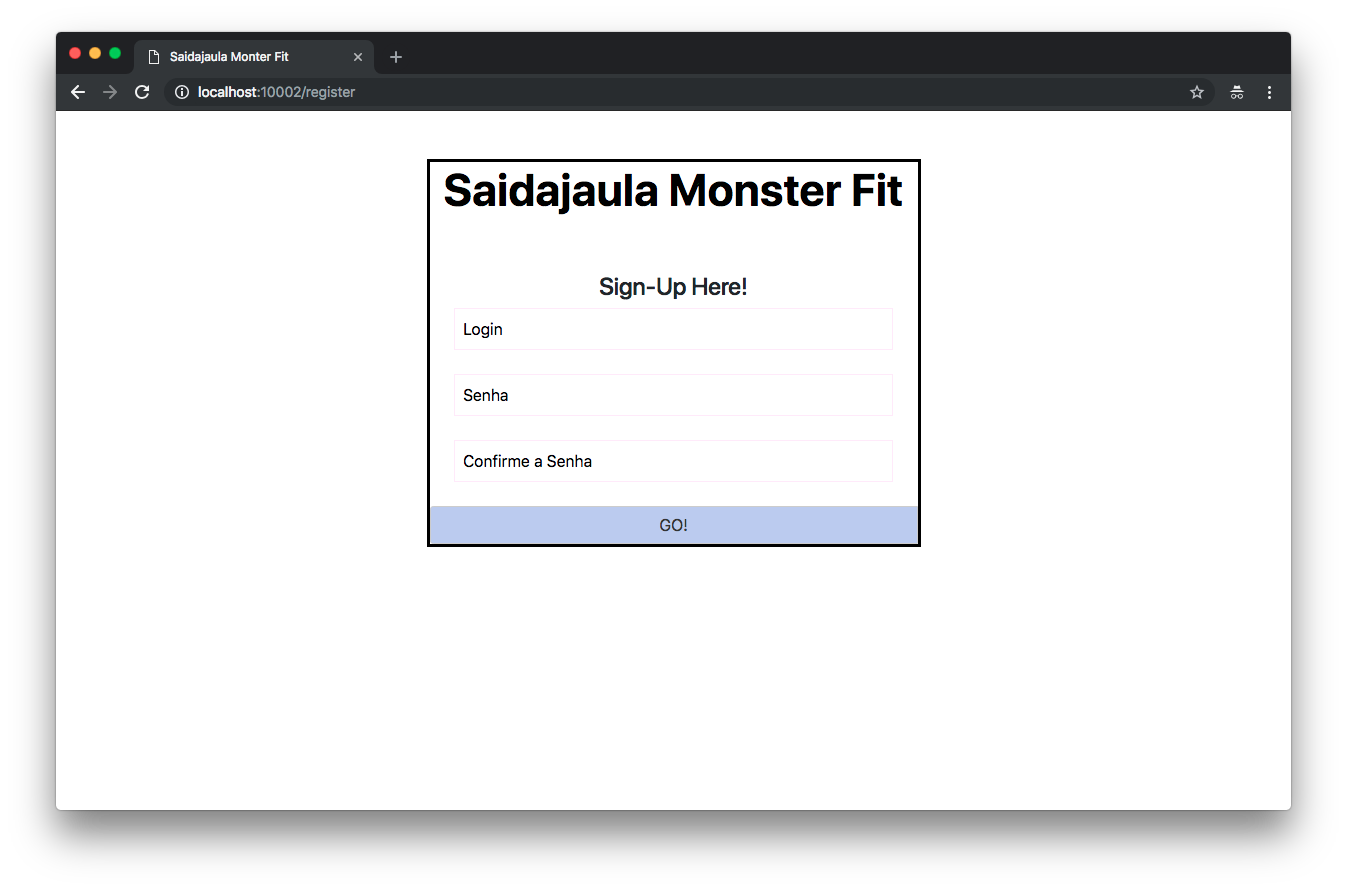 Saidajaula Monter Fit
localhost:10002/register
Saidajaula Monster Fit
Sign-Up Here!
Login
Senha
Confirme a Senha
GO!